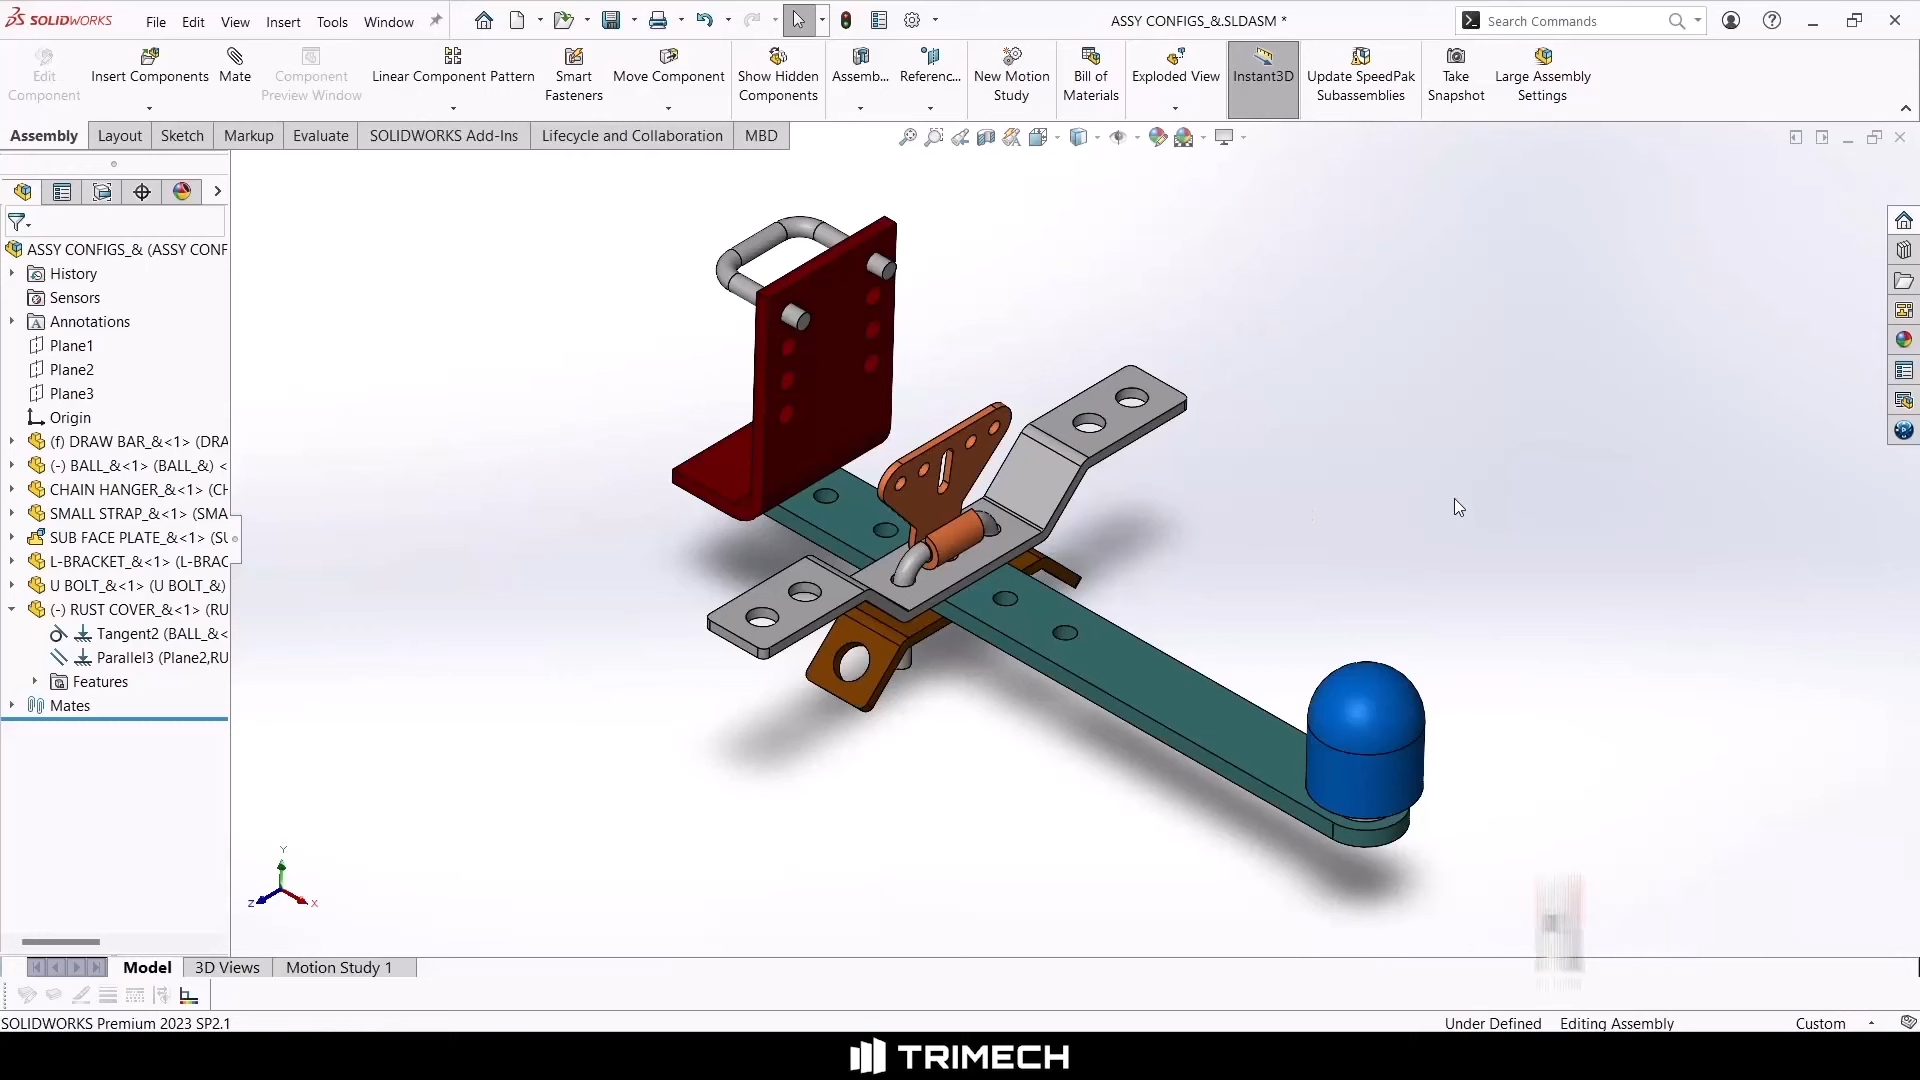 SOLIDWORKS File Edit View Insert Tools Window
ASSY CONFIGS_&.SLDASM *
Search Commands
Edit Component
Insert Components
Mate
Component Preview Window
Linear Component Pattern
Smart Fasteners
Move Component
Show Hidden Components
Assemb...
Referenc...
New Motion Study
Bill of Materials
Exploded View
Instant3D
Update SpeedPak Subassemblies
Take Snapshot
Large Assembly Settings
Assembly Layout Sketch Markup Evaluate SOLIDWORKS Add-Ins Lifecycle and Collaboration MBD
ASSY CONFIGS_& (ASSY CONF
History
Sensors
Annotations
Plane1
Plane2
Plane3
Origin
(f) DRAW BAR_&<1> (DRA
(-) BALL_&<1> (BALL_&) <
CHAIN HANGER_&<1> (CH
SMALL STRAP_&<1> (SMA
SUB FACE PLATE_&<1> (SU
L-BRACKET_&<1> (L-BRAC
U BOLT_&<1> (U BOLT_&)
(-) RUST COVER_&<1> (RU
Tangent2 (BALL_&<
Parallel3 (Plane2,RU
Features
Mates
Y
Z
X
Model 3D Views Motion Study 1
SOLIDWORKS Premium 2023 SP2.1
Under Defined Editing Assembly Custom
TRIMECH